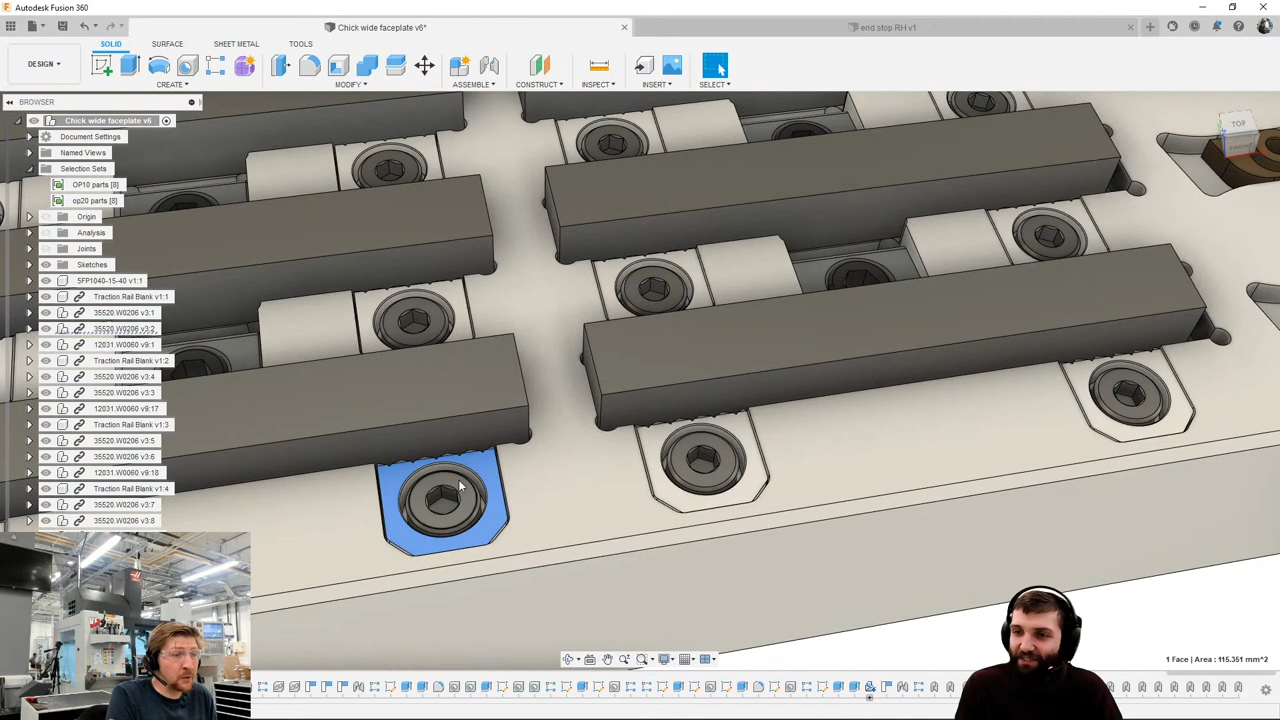 Autodesk Fusion 360
Chick wide faceplate v6*
end stop RH v1
SOLID
SURFACE
SHEET METAL
TOOLS
DESIGN
CREATE
MODIFY
ASSEMBLE
CONSTRUCT
INSPECT
INSERT
SELECT
BROWSER
Chick wide faceplate v6
Document Settings
Named Views
Selection Sets
OP10 parts [8]
op20 parts [8]
Origin
Analysis
Joints
Sketches
5FP1040-15-40 v1:1
Traction Rail Blank v1:1
35520.W0206 v3:1
35520.W0206 v3:2
12031.W0060 v9:1
Traction Rail Blank v1:2
35520.W0206 v3:4
35520.W0206 v3:3
12031.W0060 v9:17
Traction Rail Blank v1:3
35520.W0206 v3:5
35520.W0206 v3:6
12031.W0060 v9:18
Traction Rail Blank v1:4
35520.W0206 v3:7
35520.W0206 v3:8
TOP
FRONT
1 Face | Area : 115.351 mm^2